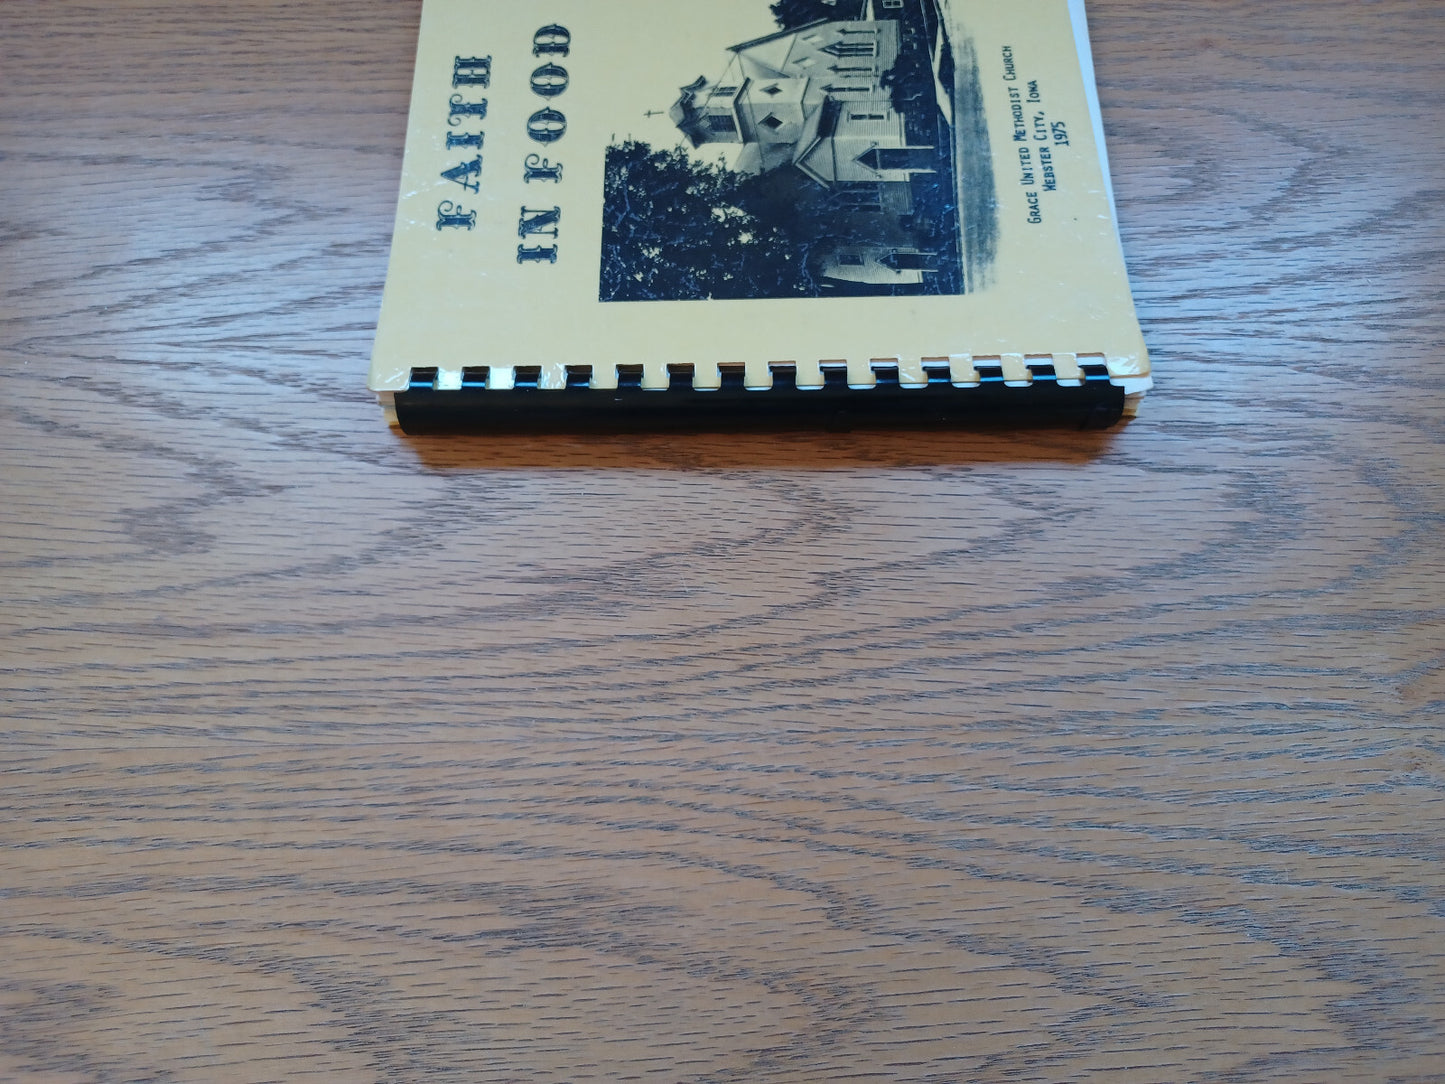 FAITH
IN FOOD
GRACE UNITED METHODIST CHURCH
WEBSTER CITY, IOWA
1975